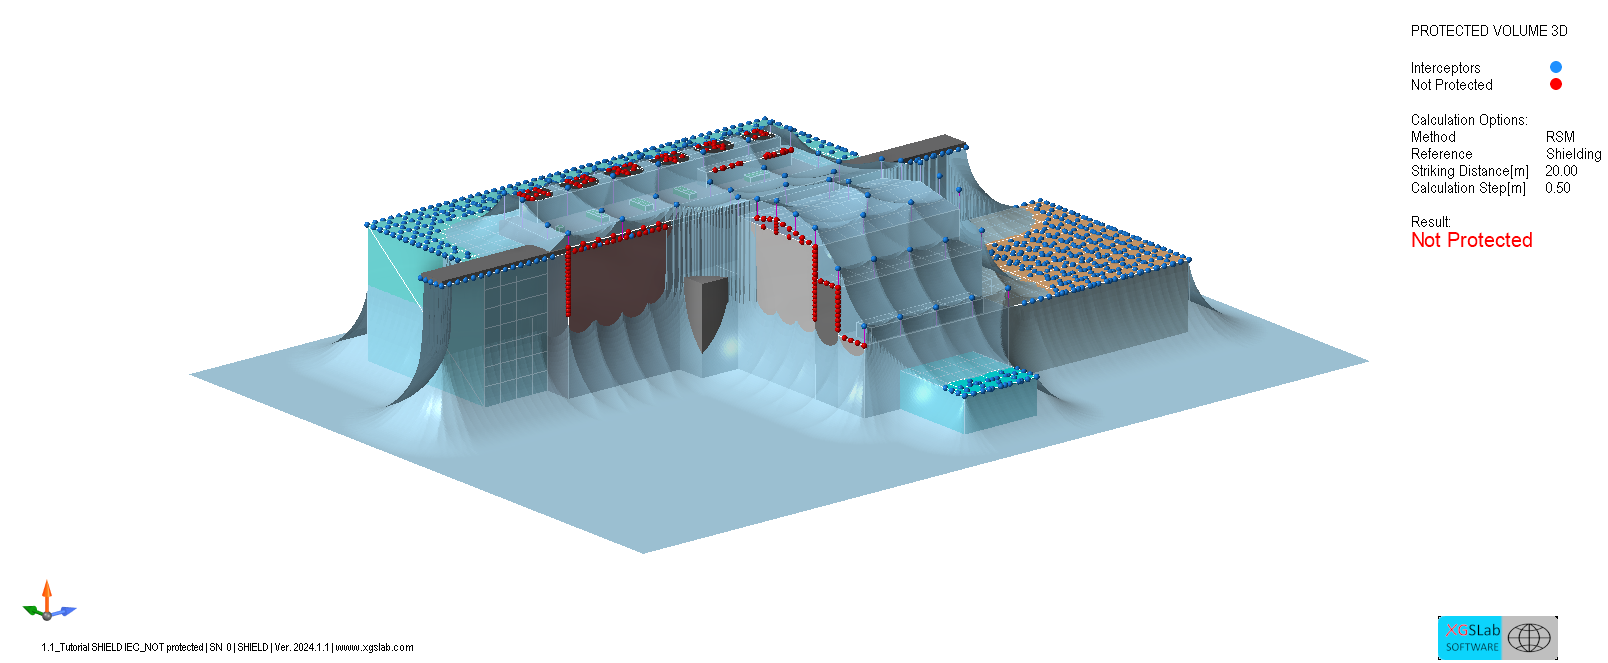 PROTECTED VOLUME 3D
Interceptors
Not Protected
Calculation Options:
Method RSM
Reference Shielding
Striking Distance[m] 20.00
Calculation Step[m] 0.50
Result:
Not Protected
1.1_Tutorial SHIELD IEC_NOT protected | SN 0 | SHIELD | Ver. 2024.1.1 | www.xgslab.com
XGSLab
SOFTWARE